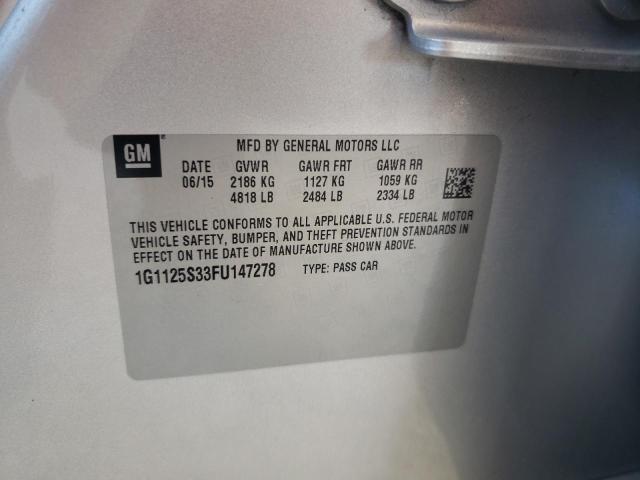 GM
MFD BY GENERAL MOTORS LLC
DATE GVWR GAWR FRT GAWR RR
06/15 2186 KG 1127 KG 1059 KG
4818 LB 2484 LB 2334 LB
THIS VEHICLE CONFORMS TO ALL APPLICABLE U.S. FEDERAL MOTOR
VEHICLE SAFETY, BUMPER, AND THEFT PREVENTION STANDARDS IN
EFFECT ON THE DATE OF MANUFACTURE SHOWN ABOVE.
1G1125S33FU147278 TYPE: PASS CAR